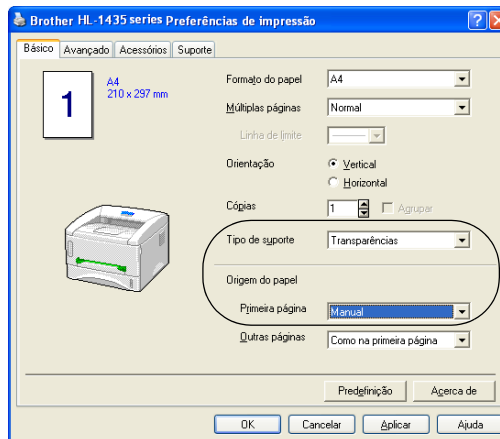 Brother HL-1435 series Preferências de impressão
Básico Avançado Acessórios Suporte
1
A4
210 x 297 mm
Formato do papel A4
Múltiplas páginas Normal
Linha de limite
Orientação Vertical
Horizontal
Cópias 1 Agrupar
Tipo de suporte Transparências
Origem do papel
Primeira página Manual
Outras páginas Como na primeira página
Predefinição Acerca de
OK Cancelar Aplicar Ajuda